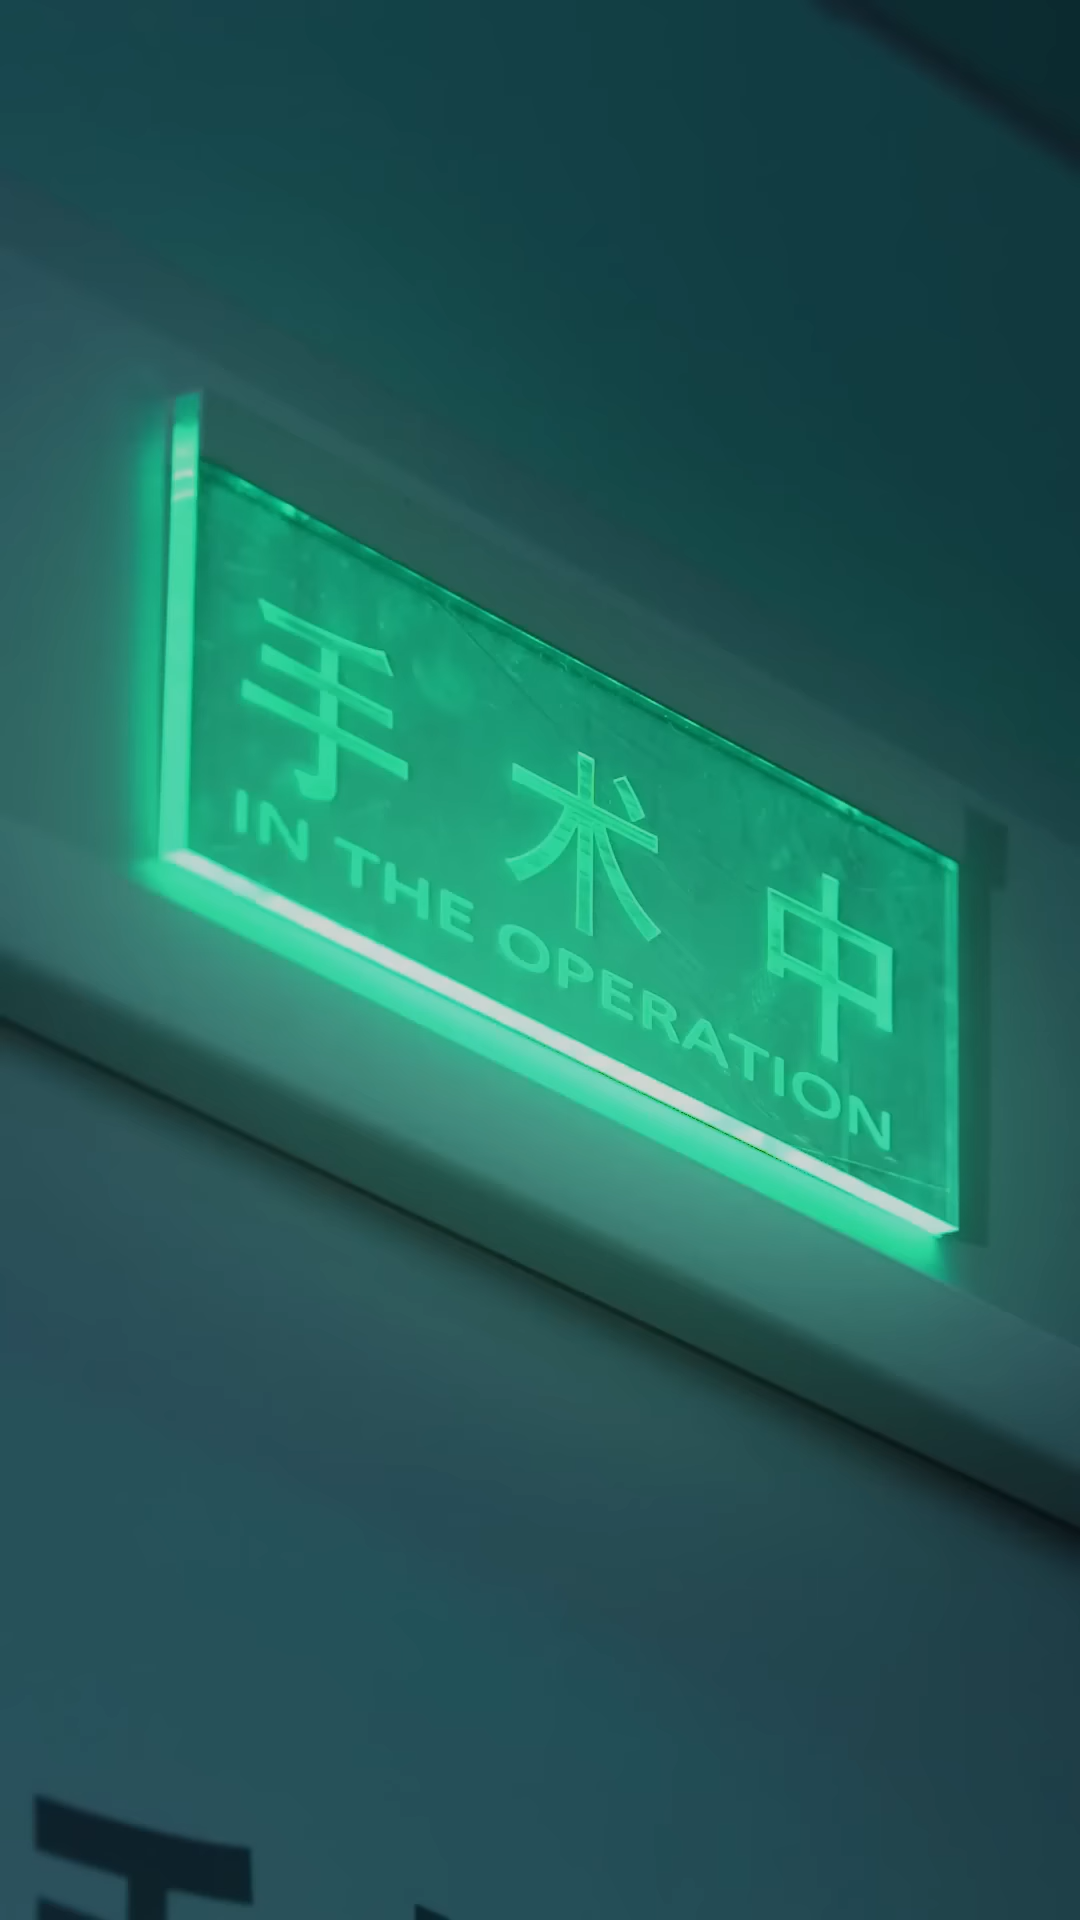 手术中
IN THE OPERATION